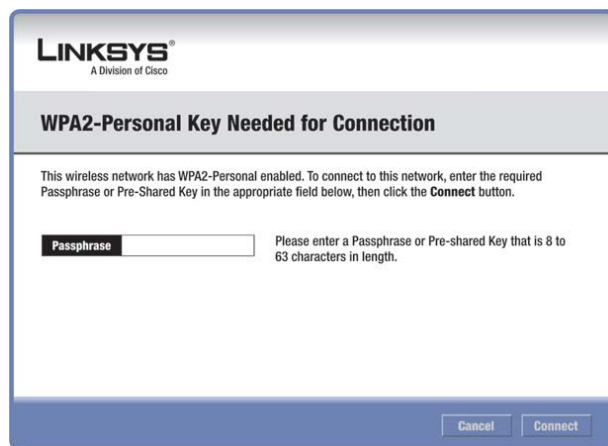 LINKSYS®
A Division of Cisco
WPA2-Personal Key Needed for Connection
This wireless network has WPA2-Personal enabled. To connect to this network, enter the required
Passphrase or Pre-Shared Key in the appropriate field below, then click the Connect button.
Passphrase
Please enter a Passphrase or Pre-shared Key that is 8 to
63 characters in length.
Cancel
Connect